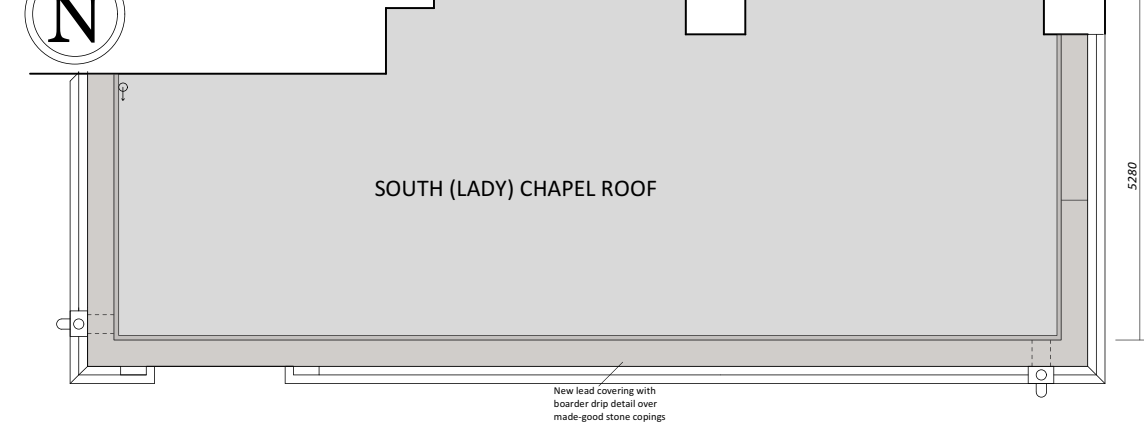 N
SOUTH (LADY) CHAPEL ROOF
5280
New lead covering with
boarder drip detail over
made-good stone copings